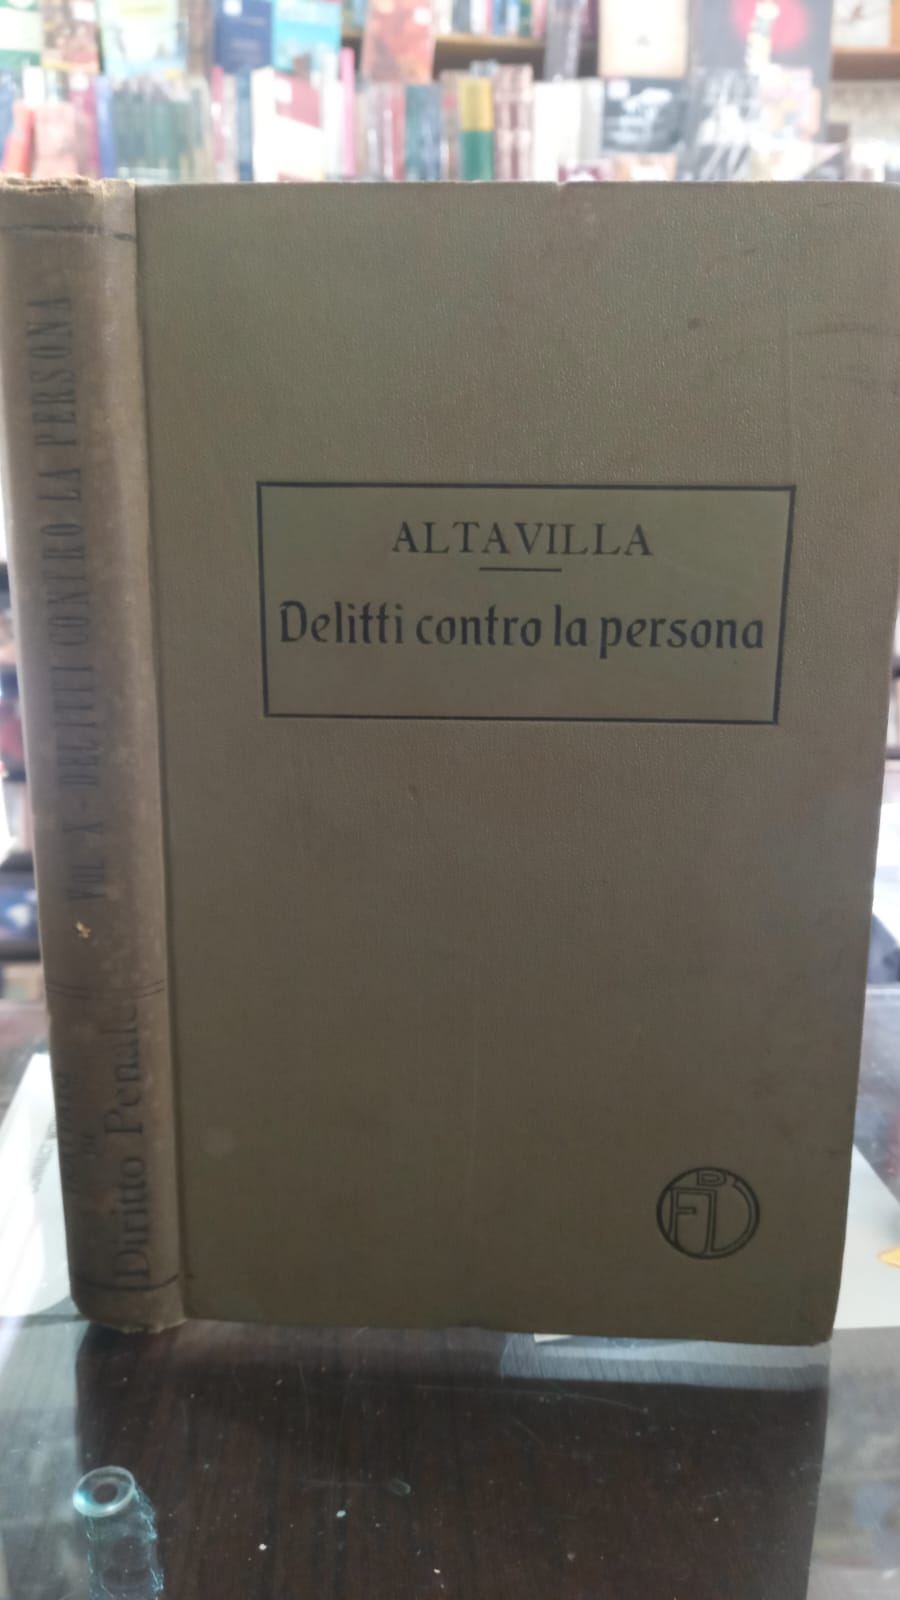 ALTAVILLA
Delitti contro la persona
VOL. X - DELITTI CONTRO LA PERSONA
Diritto Penale